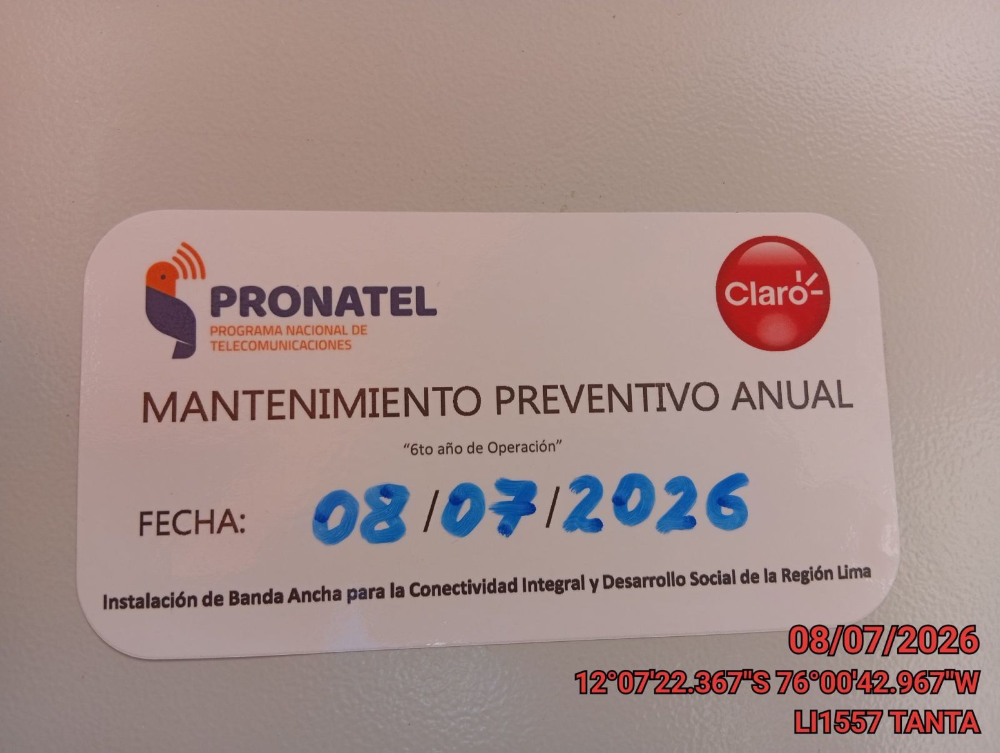 PRONATEL
PROGRAMA NACIONAL DE
TELECOMUNICACIONES
Claro
MANTENIMIENTO PREVENTIVO ANUAL
“6to año de Operación”
FECHA: 08/07/2026
Instalación de Banda Ancha para la Conectividad Integral y Desarrollo Social de la Región Lima
08/07/2026
12°07'22.367"S 76°00'42.967"W
LI1557 TANTA